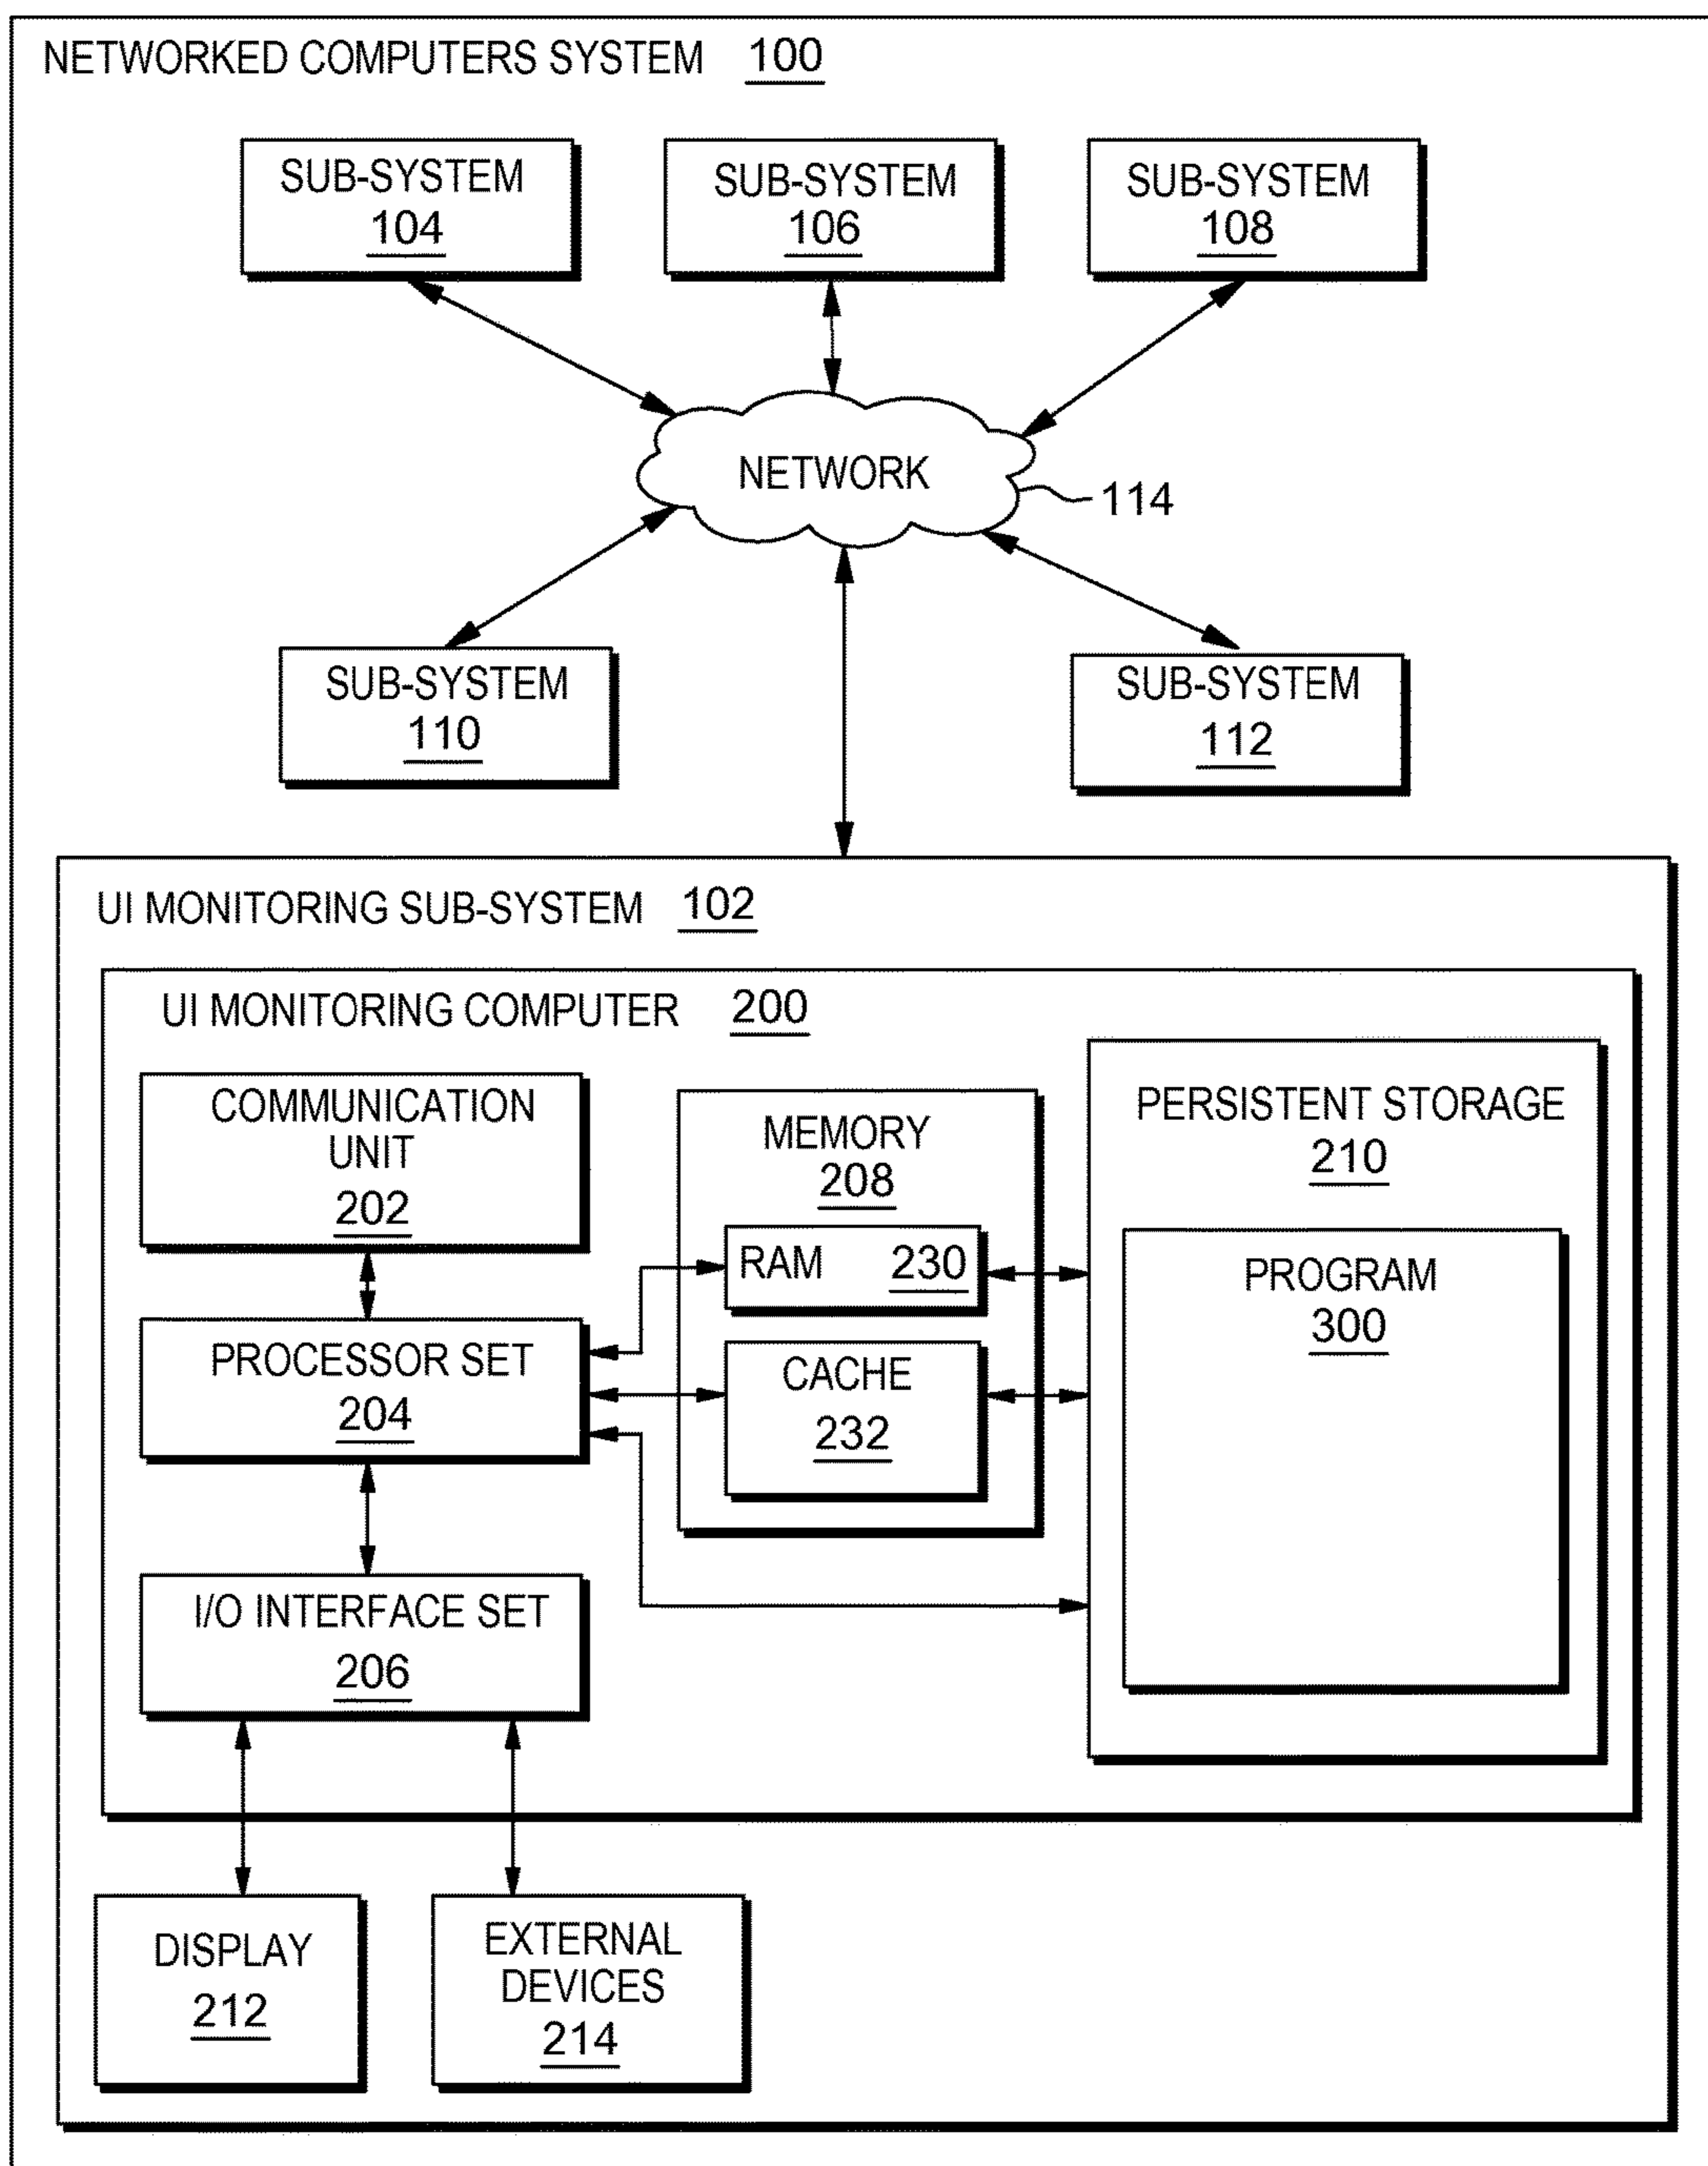 NETWORKED COMPUTERS SYSTEM 100
SUB-SYSTEM
104
SUB-SYSTEM
106
SUB-SYSTEM
108
NETWORK
114
SUB-SYSTEM
110
SUB-SYSTEM
112
UI MONITORING SUB-SYSTEM 102
UI MONITORING COMPUTER 200
COMMUNICATION
UNIT
202
PROCESSOR SET
204
I/O INTERFACE SET
206
MEMORY
208
RAM 230
CACHE
232
PERSISTENT STORAGE
210
PROGRAM
300
DISPLAY
212
EXTERNAL
DEVICES
214